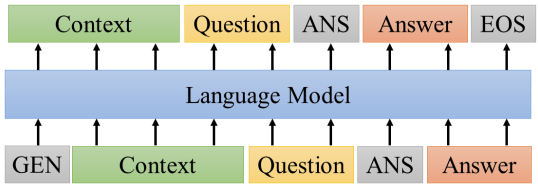 Context Question ANS Answer EOS
Language Model
GEN Context Question ANS Answer